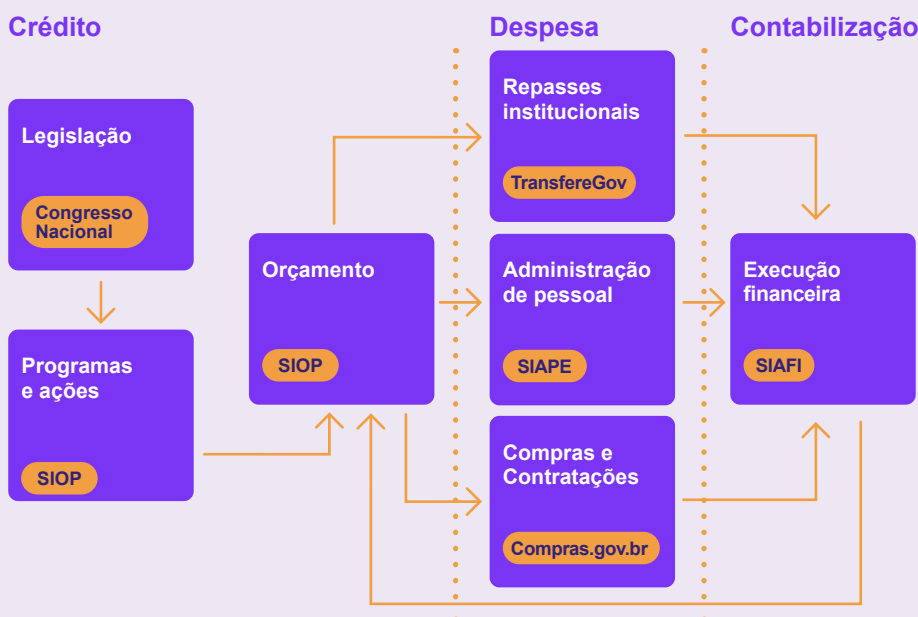 Crédito
Legislação
Congresso
Nacional
Programas
e ações
SIOP
Orçamento
SIOP
Despesa
Repasses
institucionais
TransfereGov
Administração
de pessoal
SIAPE
Compras e
Contratações
Compras.gov.br
Contabilização
Execução
financeira
SIAFI